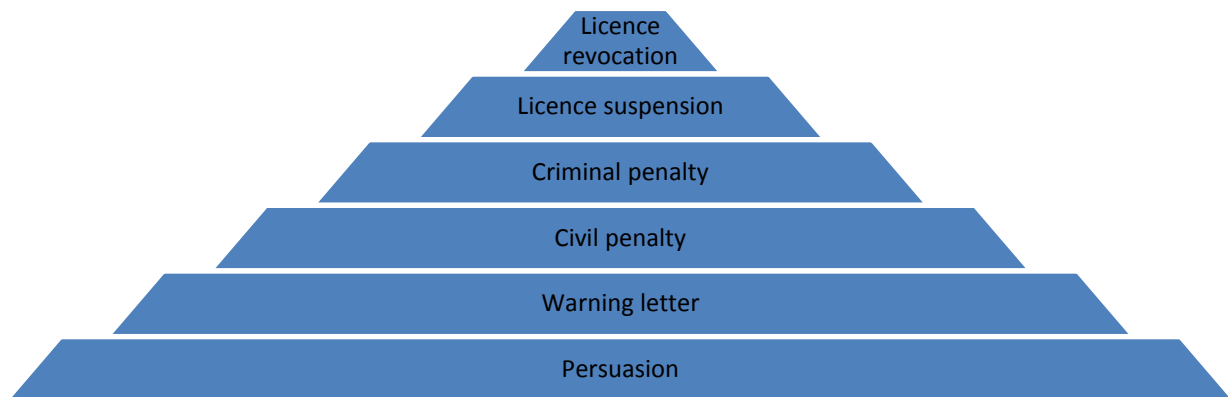 Licence
revocation
Licence suspension
Criminal penalty
Civil penalty
Warning letter
Persuasion